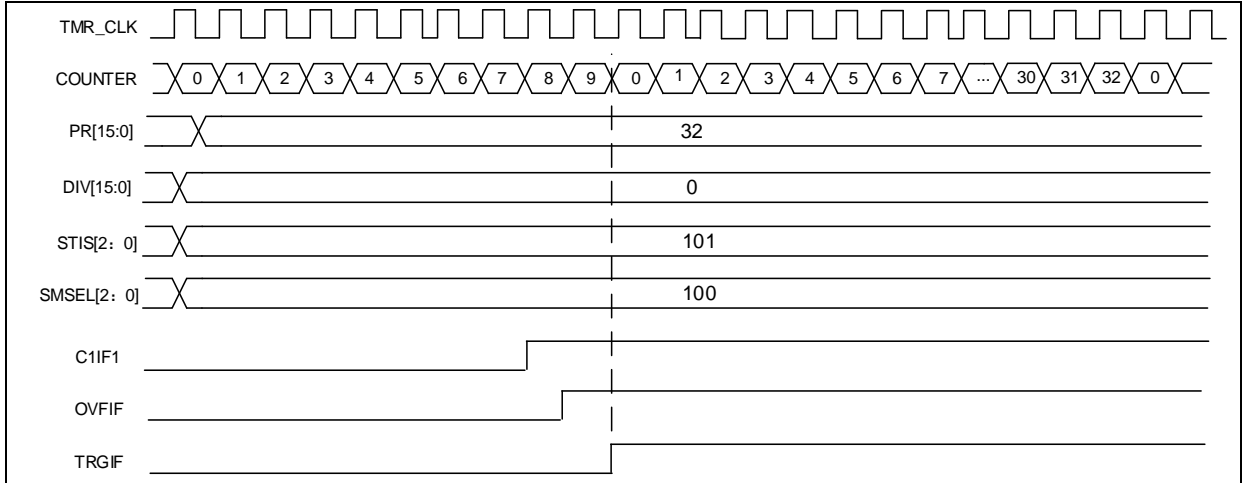 TMR_CLK
COUNTER 0 1 2 3 4 5 6 7 8 9 0 1 2 3 4 5 6 7 ... 30 31 32 0
PR[15:0] 32
DIV[15:0] 0
STIS[2：0] 101
SMSEL[2：0] 100
C1IF1
OVFIF
TRGIF